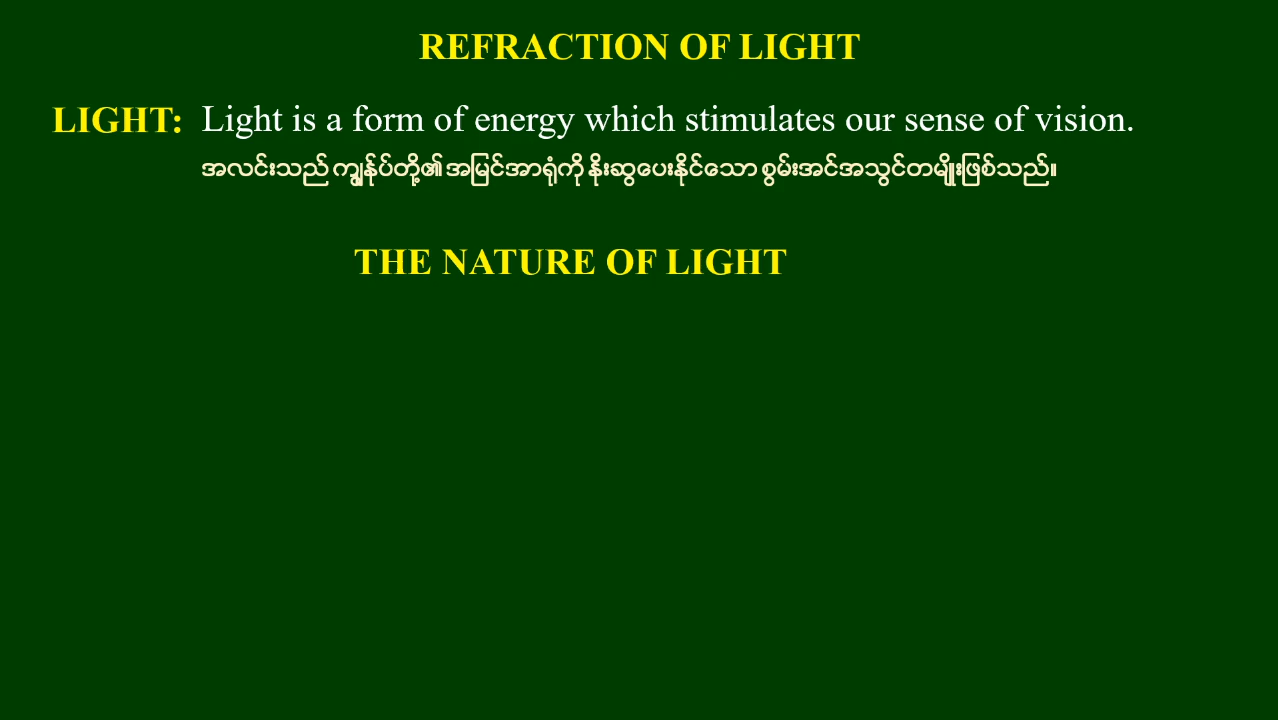 REFRACTION OF LIGHT
LIGHT: Light is a form of energy which stimulates our sense of vision.
အလင်းသည် ကျွန်ုပ်တို့၏ အမြင်အာရုံကို နိုးဆွပေးနိုင်သော စွမ်းအင်အသွင်တမျိုးဖြစ်သည်။
THE NATURE OF LIGHT